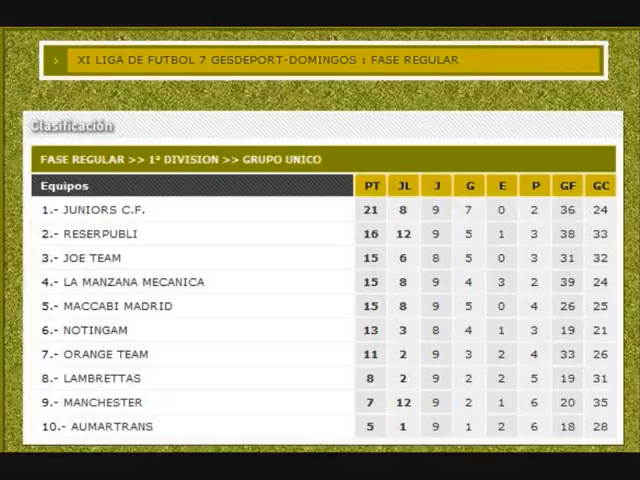 › XI LIGA DE FUTBOL 7 GESDEPORT-DOMINGOS : FASE REGULAR
Clasificación
FASE REGULAR >> 1ª DIVISION >> GRUPO UNICO
Equipos PT JL J G E P GF GC
1.- JUNIORS C.F. 21 8 9 7 0 2 36 24
2.- RESERPUBLI 16 12 9 5 1 3 38 33
3.- JOE TEAM 15 6 8 5 0 3 31 32
4.- LA MANZANA MECANICA 15 8 9 4 3 2 39 24
5.- MACCABI MADRID 15 8 9 5 0 4 26 25
6.- NOTINGAM 13 3 8 4 1 3 19 21
7.- ORANGE TEAM 11 2 9 3 2 4 33 26
8.- LAMBRETTAS 8 2 9 2 2 5 19 31
9.- MANCHESTER 7 12 9 2 1 6 20 35
10.- AUMARTRANS 5 1 9 1 2 6 18 28